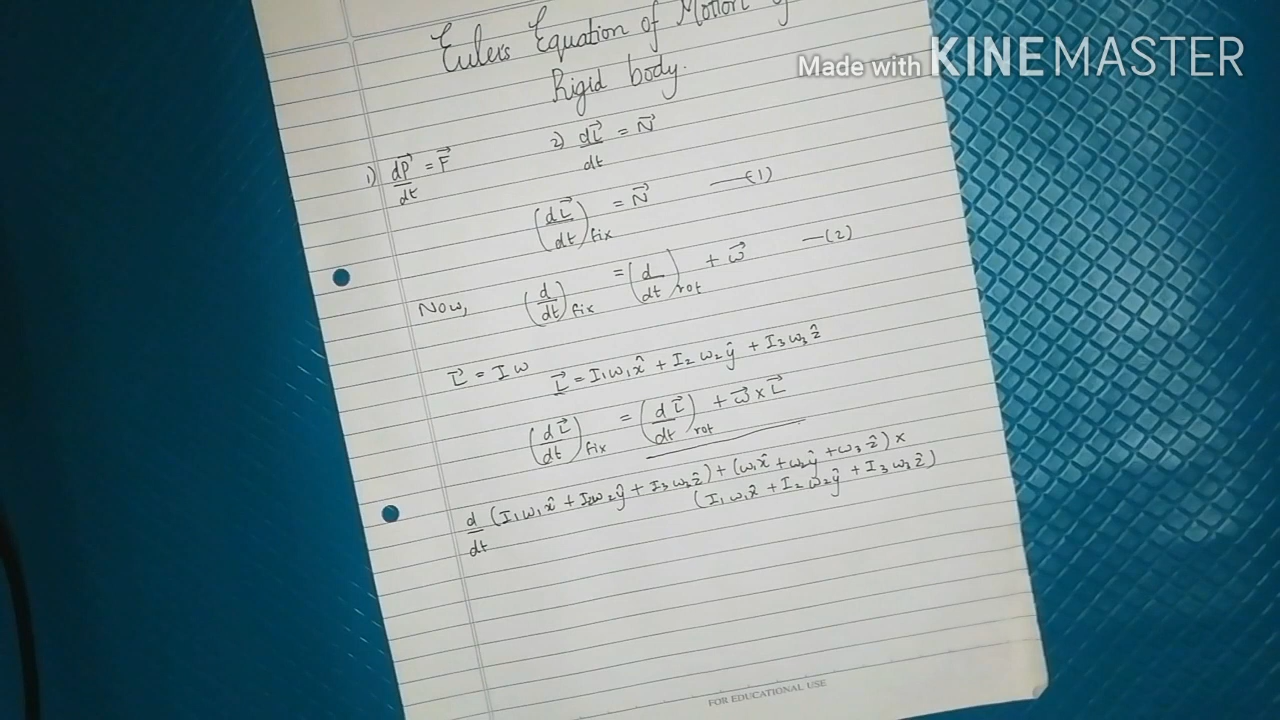 Made with KINEMASTER
Eulers Equation of Motion
Rigid body.
1) dP⃗/dt = F⃗ 2) dL⃗/dt = N⃗
(dL⃗/dt)fix = N⃗ —(1)
Now, (d/dt)fix = (d/dt)rot + ω⃗ —(2)
L⃗ = Iω L⃗ = I₁ω₁x̂ + I₂ω₂ŷ + I₃ω₃ẑ
(dL⃗/dt)fix = (dL⃗/dt)rot + ω⃗ × L⃗
d/dt (I₁ω₁x̂ + I₂ω₂ŷ + I₃ω₃ẑ) + (ω₁x̂ + ω₂ŷ + ω₃ẑ) ×
(I₁ω₁x̂ + I₂ω₂ŷ + I₃ω₃ẑ)
FOR EDUCATIONAL USE